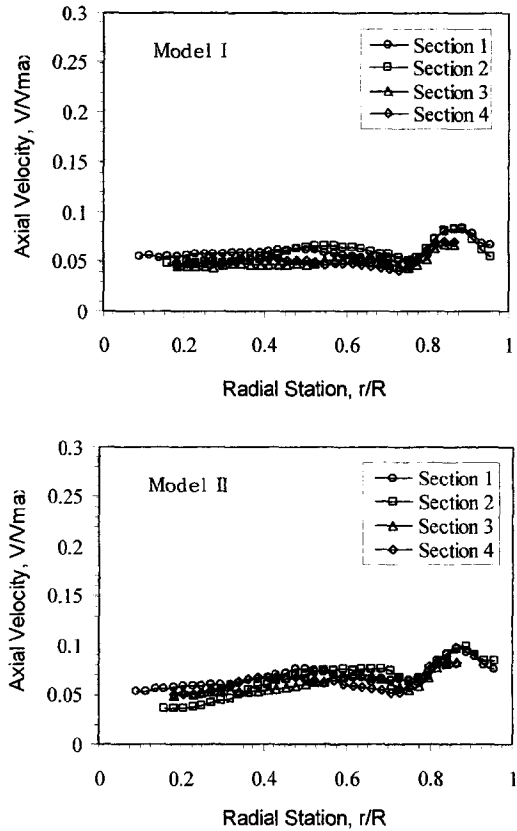 Model I
Section 1
Section 2
Section 3
Section 4
Axial Velocity, V/Vma
0.3
0.25
0.2
0.15
0.1
0.05
0
0.2
0.4
0.6
0.8
1
Radial Station, r/R
Model II
Section 1
Section 2
Section 3
Section 4
Axial Velocity, V/Vma
0.3
0.25
0.2
0.15
0.1
0.05
0
0
0.2
0.4
0.6
0.8
1
Radial Station, r/R